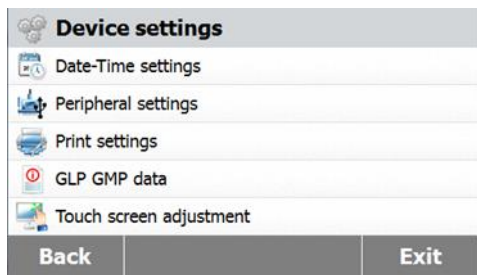 Device settings
Date-Time settings
Peripheral settings
Print settings
GLP GMP data
Touch screen adjustment
Back Exit